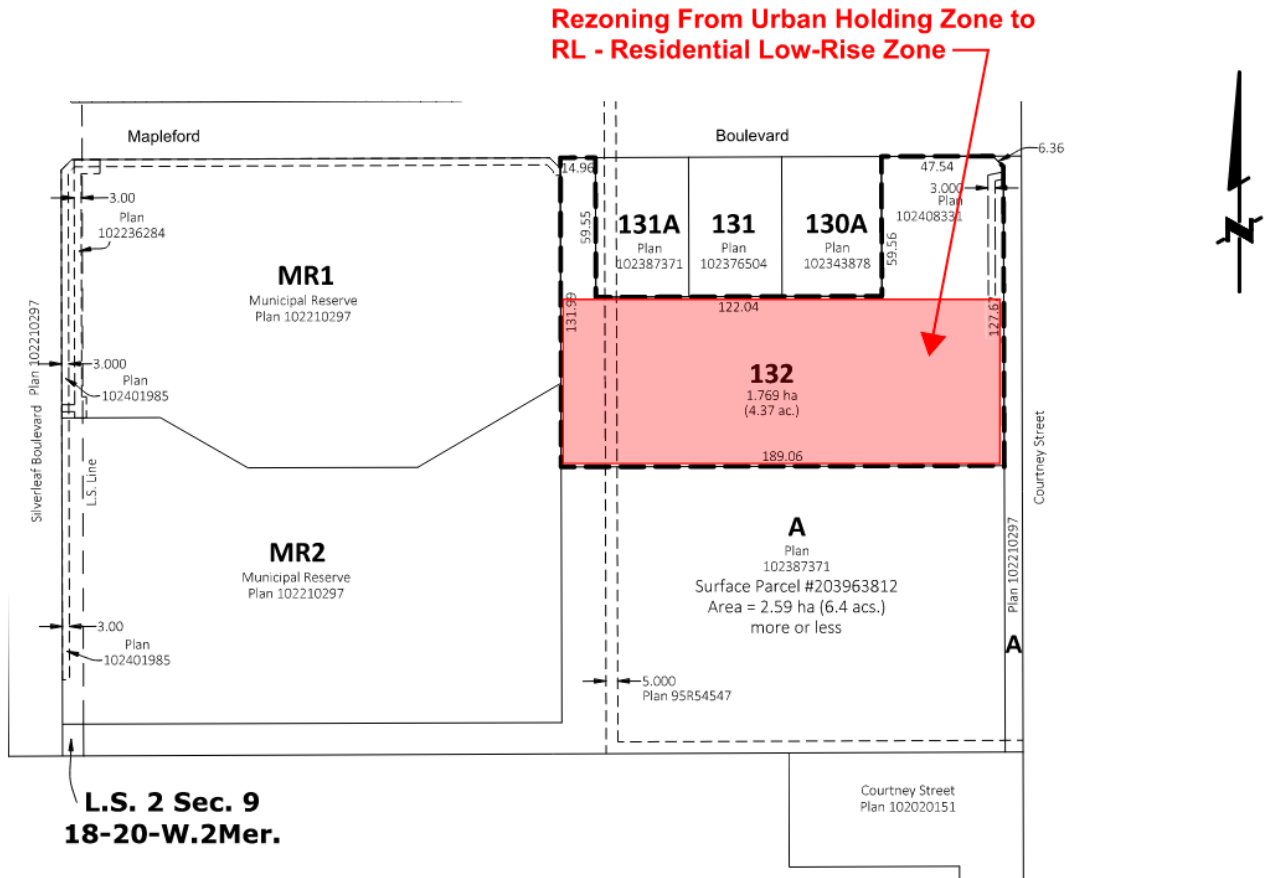 Rezoning From Urban Holding Zone to
RL - Residential Low-Rise Zone
Mapleford
Boulevard
6.36
14.96
47.54
3.00
Plan
102236284
3.000
Plan
102408331
59.55
131A
Plan
102387371
131
Plan
102376504
130A
Plan
102343878
59.56
MR1
Municipal Reserve
Plan 102210297
N
131.99
122.04
127.67
Silverleaf Boulevard Plan 102210297
3.000
Plan
102401985
132
1.769 ha
(4.37 ac.)
189.06
L.S. Line
Courtney Street
MR2
Municipal Reserve
Plan 102210297
A
Plan
102387371
Surface Parcel #203963812
Area = 2.59 ha (6.4 acs.)
more or less
Plan 102210297
A
3.00
Plan
102401985
5.000
Plan 95R54547
L.S. 2 Sec. 9
18-20-W.2Mer.
Courtney Street
Plan 102020151